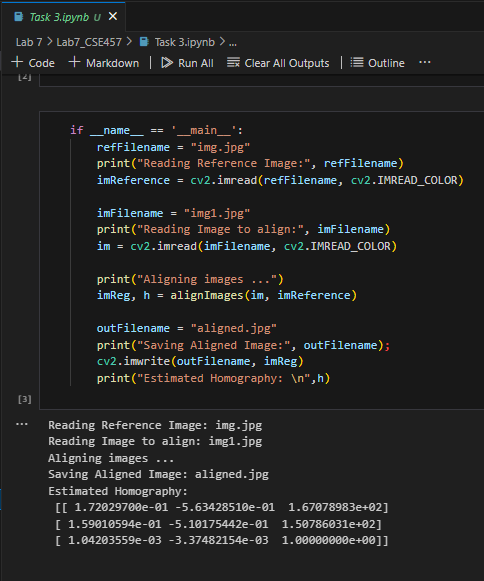 Task 3.ipynb U ×
Lab 7 > Lab7_CSE457 > Task 3.ipynb > ...
+ Code + Markdown | Run All Clear All Outputs | Outline ...
[2]
if __name__ == '__main__':
    refFilename = "img.jpg"
    print("Reading Reference Image:", refFilename)
    imReference = cv2.imread(refFilename, cv2.IMREAD_COLOR)
    imFilename = "img1.jpg"
    print("Reading Image to align:", imFilename)
    im = cv2.imread(imFilename, cv2.IMREAD_COLOR)
    print("Aligning images ...")
    imReg, h = alignImages(im, imReference)
    outFilename = "aligned.jpg"
    print("Saving Aligned Image:", outFilename);
    cv2.imwrite(outFilename, imReg)
    print("Estimated Homography: \n",h)
[3]
... Reading Reference Image: img.jpg
Reading Image to align: img1.jpg
Aligning images ...
Saving Aligned Image: aligned.jpg
Estimated Homography:
 [[ 1.72029700e-01 -5.63428510e-01  1.67078983e+02]
 [ 1.59010594e-01 -5.10175442e-01  1.50786031e+02]
 [ 1.04203559e-03 -3.37482154e-03  1.00000000e+00]]